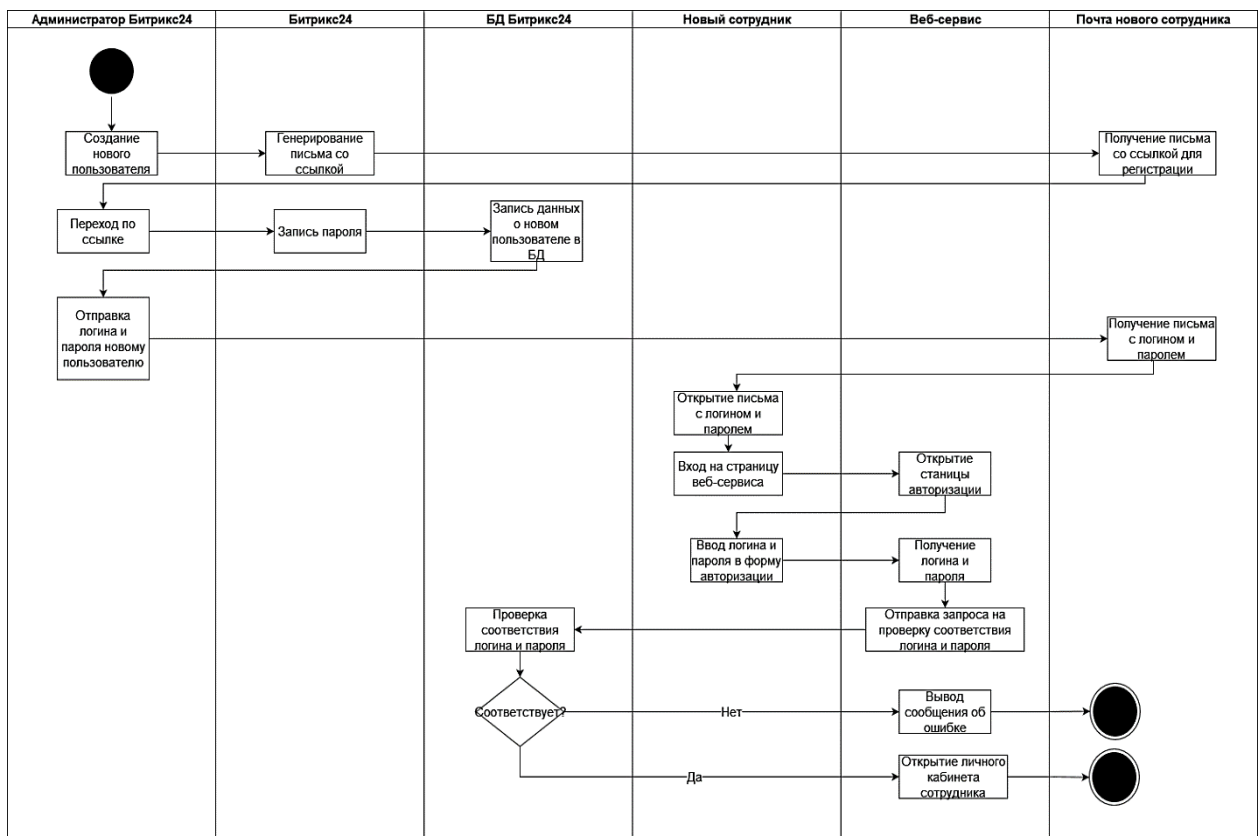 Администратор Битрикс24
Битрикс24
БД Битрикс24
Новый сотрудник
Веб-сервис
Почта нового сотрудника
Создание
нового
пользователя
Генерирование
письма со
ссылкой
Получение письма
со ссылкой для
регистрации
Переход по
ссылке
Запись пароля
Запись данных
о новом
пользователе в
БД
Отправка
логина и
пароля новому
пользователю
Получение письма
с логином и
паролем
Открытие письма
с логином и
паролем
Вход на страницу
веб-сервиса
Открытие
станицы
авторизации
Ввод логина и
пароля в форму
авторизации
Получение
логина и
пароля
Проверка
соответствия
логина и пароля
Отправка запроса на
проверку соответствия
логина и пароля
Соответствует?
Нет
Вывод
сообщения об
ошибке
Да
Открытие личного
кабинета
сотрудника